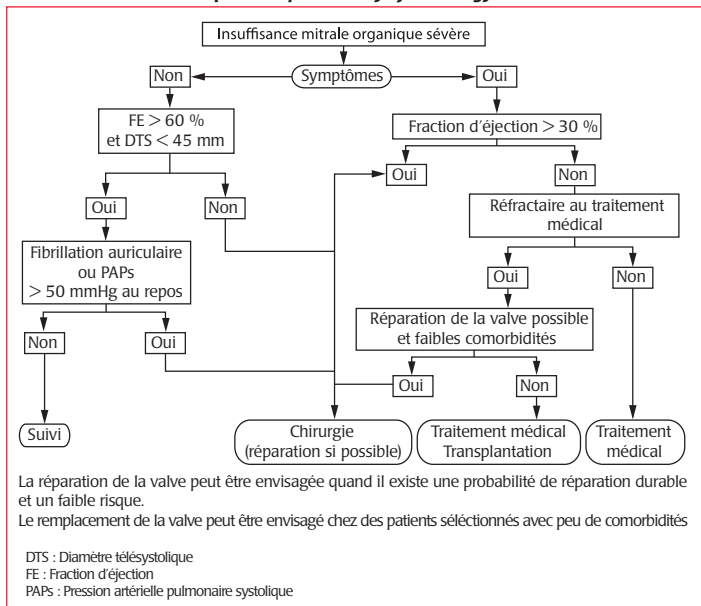 Insuffisance mitrale organique sévère
Non
Symptômes
Oui
FE > 60 %
et DTS < 45 mm
Fraction d'éjection > 30 %
Oui
Non
Oui
Non
Réfractaire au traitement
médical
Fibrillation auriculaire
ou PAPs
> 50 mmHg au repos
Oui
Non
Non
Oui
Réparation de la valve possible
et faibles comorbidités
Oui
Non
Suivi
Chirurgie
(réparation si possible)
Traitement médical
Transplantation
Traitement
médical
La réparation de la valve peut être envisagée quand il existe une probabilité de réparation durable
et un faible risque.
Le remplacement de la valve peut être envisagé chez des patients séléctionnés avec peu de comorbidités
DTS : Diamètre télésystolique
FE : Fraction d'éjection
PAPs : Pression artérielle pulmonaire systolique